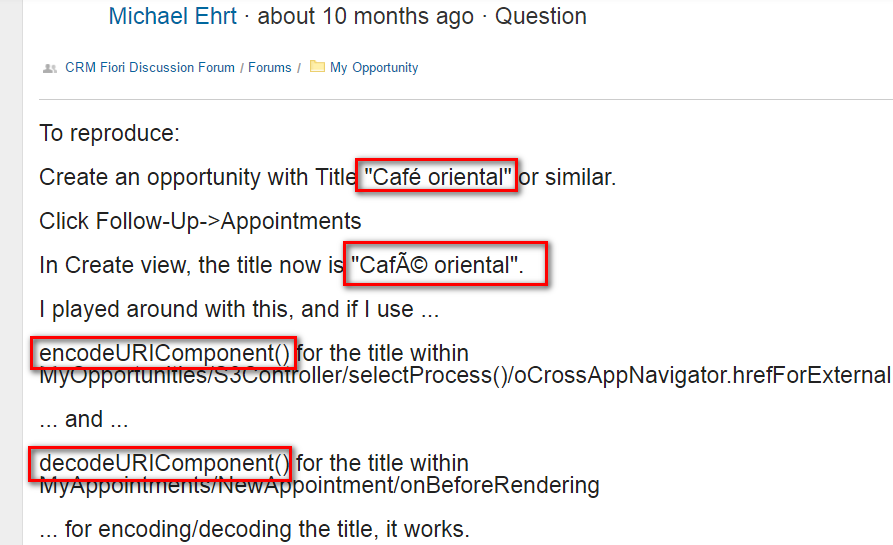 Michael Ehrt · about 10 months ago · Question
CRM Fiori Discussion Forum / Forums / My Opportunity
To reproduce:
Create an opportunity with Title "Café oriental" or similar.
Click Follow-Up->Appointments
In Create view, the title now is "CafÃ© oriental".
I played around with this, and if I use ...
encodeURIComponent() for the title within
MyOpportunities/S3Controller/selectProcess()/oCrossAppNavigator.hrefForExternal
... and ...
decodeURIComponent() for the title within
MyAppointments/NewAppointment/onBeforeRendering
... for encoding/decoding the title, it works.